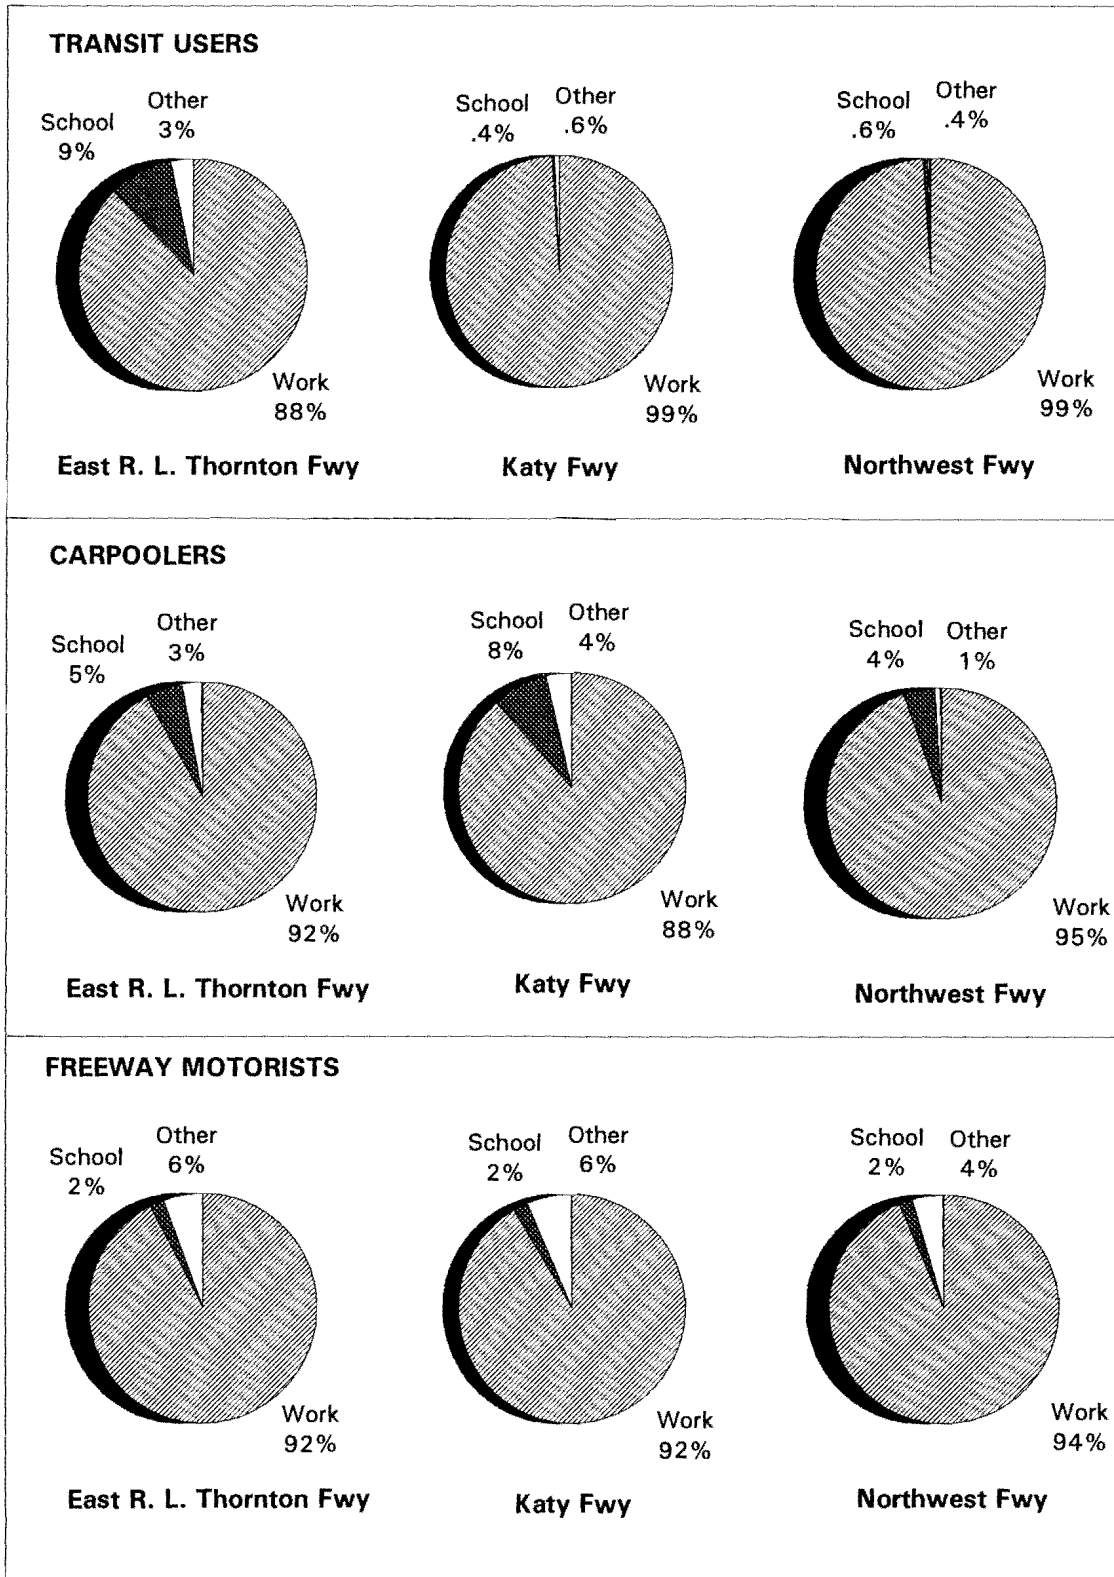 TRANSIT USERS
School
9%
Other
3%
Work
88%
East R. L. Thornton Fwy
School
.4%
Other
.6%
Work
99%
Katy Fwy
School
.6%
Other
.4%
Work
99%
Northwest Fwy
CARPOOLERS
School
5%
Other
3%
Work
92%
East R. L. Thornton Fwy
School
8%
Other
4%
Work
88%
Katy Fwy
School
4%
Other
1%
Work
95%
Northwest Fwy
FREEWAY MOTORISTS
School
2%
Other
6%
Work
92%
East R. L. Thornton Fwy
School
2%
Other
6%
Work
92%
Katy Fwy
School
2%
Other
4%
Work
94%
Northwest Fwy